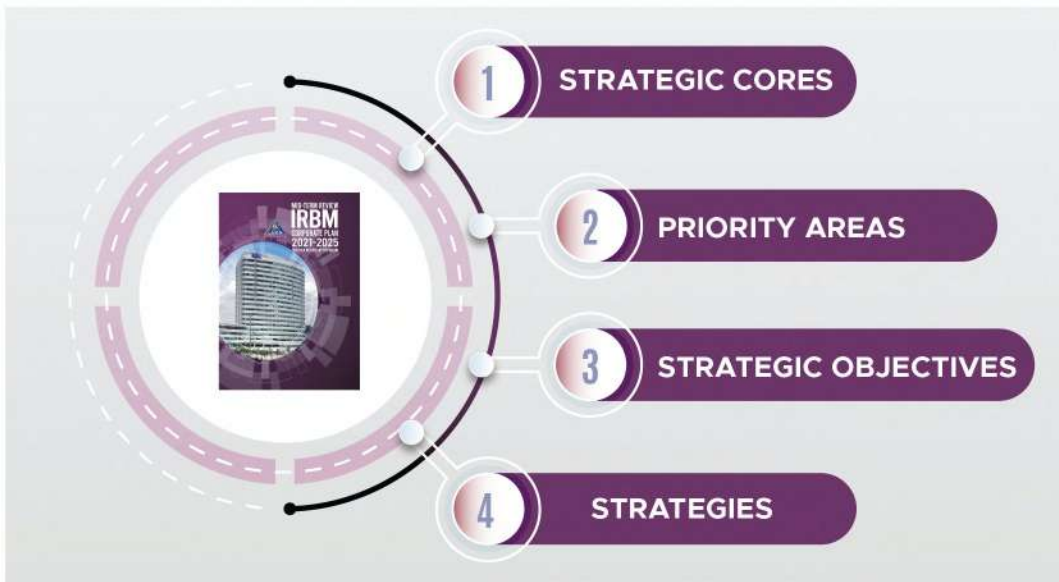 MID-TERM REVIEW
IRBM
CORPORATE PLAN
2021-2025
1
STRATEGIC CORES
2
PRIORITY AREAS
3
STRATEGIC OBJECTIVES
4
STRATEGIES